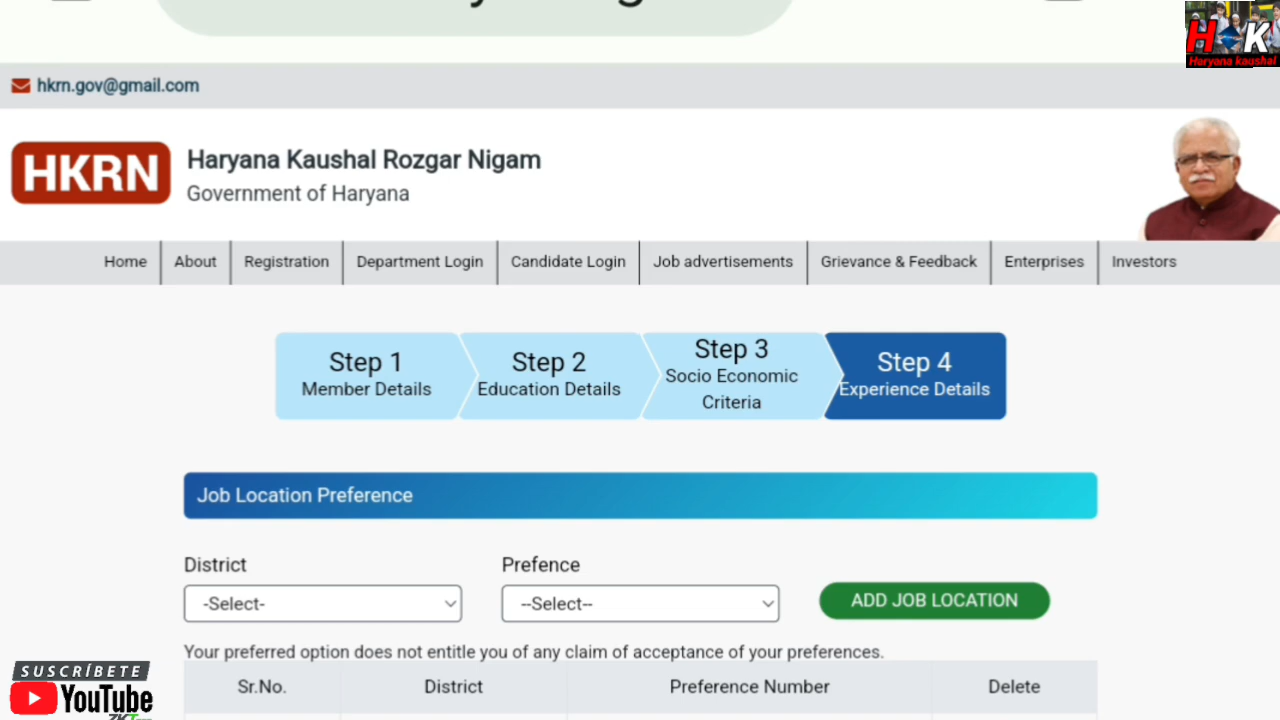 H K
Haryana kaushal
hkrn.gov@gmail.com
HKRN
Haryana Kaushal Rozgar Nigam
Government of Haryana
Home About Registration Department Login Candidate Login Job advertisements Grievance & Feedback Enterprises Investors
Step 1
Member Details
Step 2
Education Details
Step 3
Socio Economic
Criteria
Step 4
Experience Details
Job Location Preference
District Prefence
-Select- --Select-- ADD JOB LOCATION
Your preferred option does not entitle you of any claim of acceptance of your preferences.
Sr.No. District Preference Number Delete
SUSCRÍBETE
YouTube